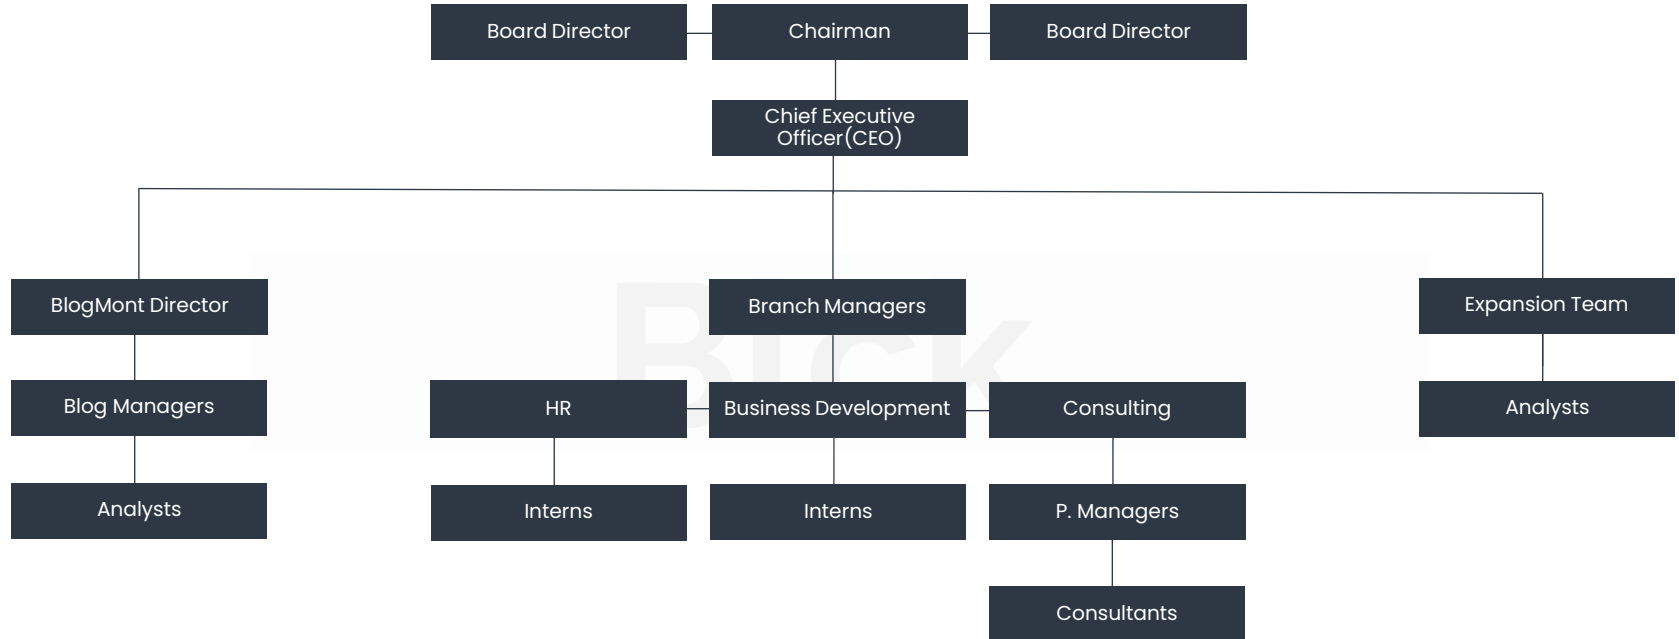 Board Director
Chairman
Board Director
Chief Executive
Officer(CEO)
BlogMont Director
Branch Managers
Expansion Team
Blog Managers
HR
Business Development
Consulting
Analysts
Analysts
Interns
Interns
P. Managers
Consultants